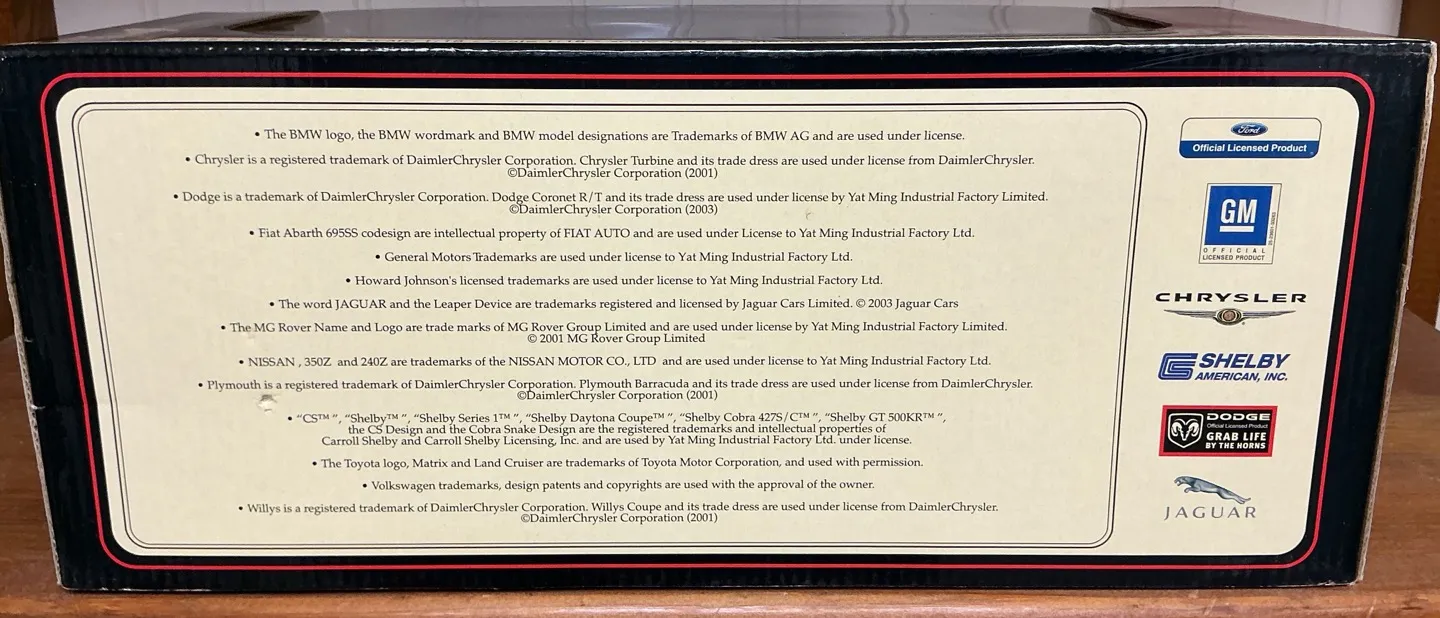 • The BMW logo, the BMW wordmark and BMW model designations are Trademarks of BMW AG and are used under license.
• Chrysler is a registered trademark of DaimlerChrysler Corporation. Chrysler Turbine and its trade dress are used under license from DaimlerChrysler.
©DaimlerChrysler Corporation (2001)
• Dodge is a trademark of DaimlerChrysler Corporation. Dodge Coronet R/T and its trade dress are used under license by Yat Ming Industrial Factory Limited.
©DaimlerChrysler Corporation (2003)
• Fiat Abarth 695SS codesign are intellectual property of FIAT AUTO and are used under License to Yat Ming Industrial Factory Ltd.
• General Motors Trademarks are used under license to Yat Ming Industrial Factory Ltd.
• Howard Johnson's licensed trademarks are used under license to Yat Ming Industrial Factory Ltd.
• The word JAGUAR and the Leaper Device are trademarks registered and licensed by Jaguar Cars Limited. © 2003 Jaguar Cars
• The MG Rover Name and Logo are trade marks of MG Rover Group Limited and are used under license by Yat Ming Industrial Factory Limited.
© 2001 MG Rover Group Limited
• NISSAN , 350Z and 240Z are trademarks of the NISSAN MOTOR CO., LTD and are used under license to Yat Ming Industrial Factory Ltd.
• Plymouth is a registered trademark of DaimlerChrysler Corporation. Plymouth Barracuda and its trade dress are used under license from DaimlerChrysler.
©DaimlerChrysler Corporation (2001)
• "CS™ ", "Shelby™ ", "Shelby Series 1™ ", "Shelby Daytona Coupe™ ", "Shelby Cobra 427S/C™ ", "Shelby GT 500KR™ ",
the CS Design and the Cobra Snake Design are the registered trademarks and intellectual properties of
Carroll Shelby and Carroll Shelby Licensing, Inc. and are used by Yat Ming Industrial Factory Ltd. under license.
• The Toyota logo, Matrix and Land Cruiser are trademarks of Toyota Motor Corporation, and used with permission.
• Volkswagen trademarks, design patents and copyrights are used with the approval of the owner.
• Willys is a registered trademark of DaimlerChrysler Corporation. Willys Coupe and its trade dress are used under license from DaimlerChrysler.
©DaimlerChrysler Corporation (2001)
Ford
Official Licensed Product
GM
OFFICIAL
LICENSED PRODUCT
CHRYSLER
SHELBY
AMERICAN, INC.
DODGE
Official Licensed Product
GRAB LIFE
BY THE HORNS
JAGUAR